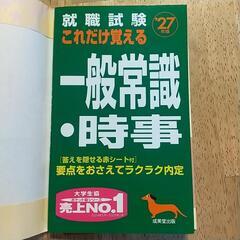 就職試験
これだけ覚える
'27年版
一般常識
・時事
[答えを隠せる赤シート付]
要点をおさえてラクラク内定
大学生協
売上No.1
成美堂出版